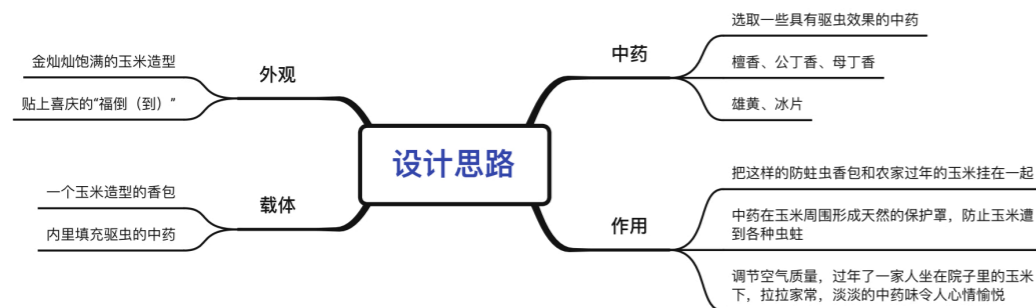 设计思路
外观
金灿灿饱满的玉米造型
贴上喜庆的“福倒（到）”
载体
一个玉米造型的香包
内里填充驱虫的中药
中药
选取一些具有驱虫效果的中药
檀香、公丁香、母丁香
雄黄、冰片
作用
把这样的防蛀虫香包和农家过年的玉米挂在一起
中药在玉米周围形成天然的保护罩，防止玉米遭
到各种虫蛀
调节空气质量，过年了一家人坐在院子里的玉米
下，拉拉家常，淡淡的中药味令人心情愉悦